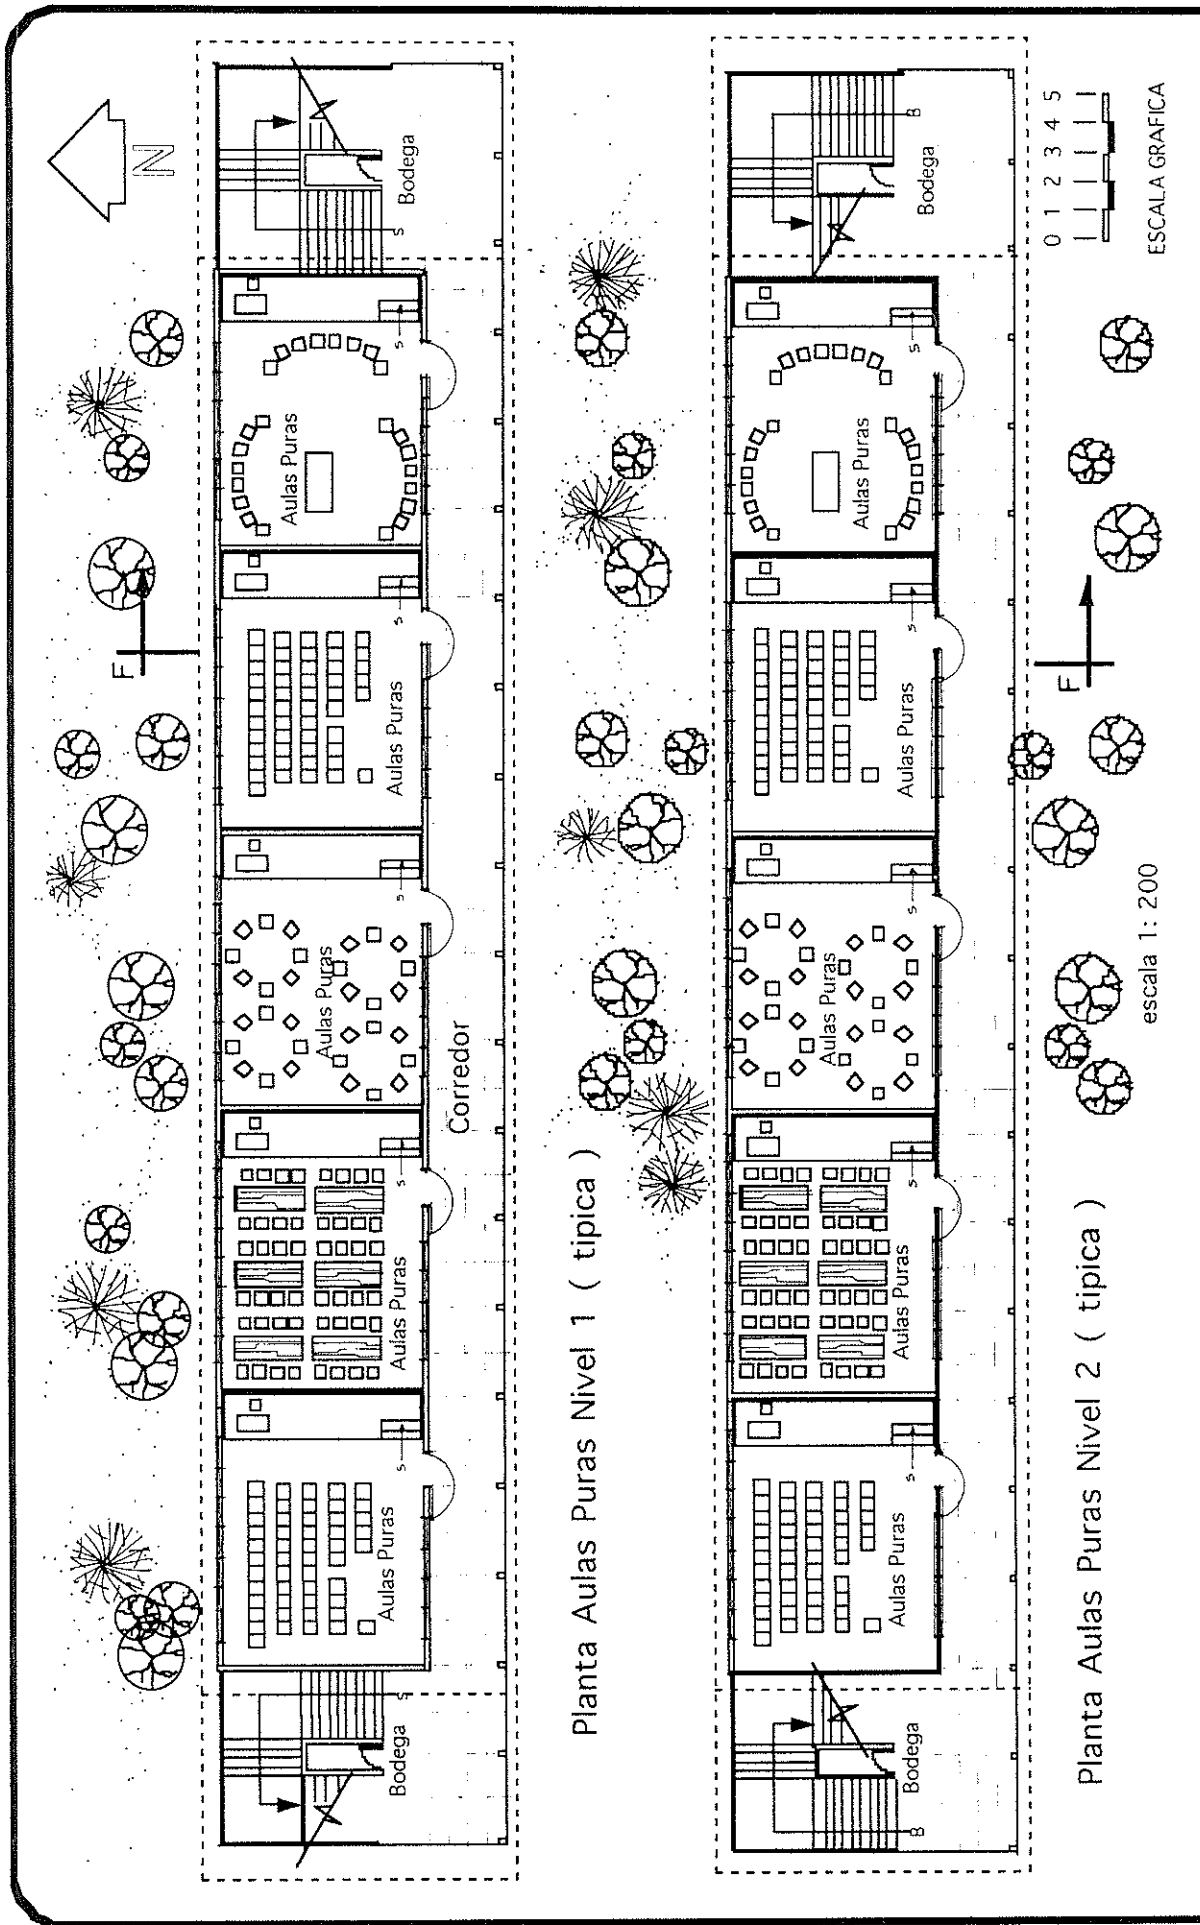 N
F
Bodega
S
Aulas Puras
S
Aulas Puras
S
Aulas Puras
S
Aulas Puras
S
Aulas Puras
S
Bodega
S
Corredor
Planta Aulas Puras Nivel 1 ( tipica )
Bodega
B
Aulas Puras
S
Aulas Puras
S
Aulas Puras
S
Aulas Puras
S
Aulas Puras
S
Bodega
B
F
Planta Aulas Puras Nivel 2 ( tipica )
escala 1: 200
0 1 2 3 4 5
ESCALA GRAFICA